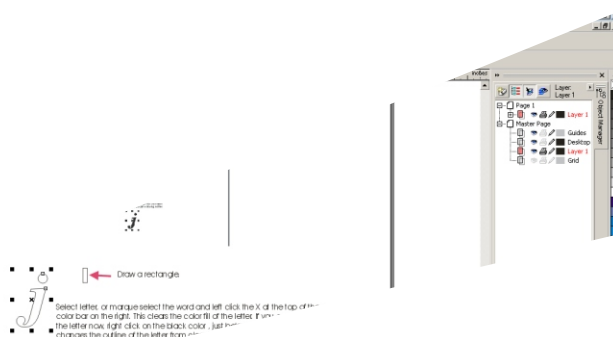 Layer:
Layer 1
Page 1
Layer 1
Master Page
Guides
Desktop
Layer 1
Grid
Object Manager
j
j
Draw a rectangle
Select letter, or marque select the word and left click the X at the top of
color bar on the right. This clears the color fill of the letter. If
the letter now, right click on the black color , just
changes the outline of the letter from